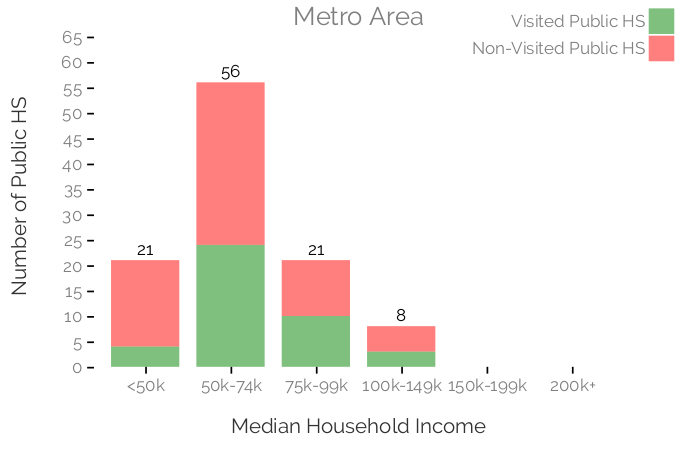 Metro Area
Visited Public HS
Non-Visited Public HS
Number of Public HS
65
60
55
50
45
40
35
30
25
20
15
10
5
0
21
56
21
8
<50k
50k-74k
75k-99k
100k-149k
150k-199k
200k+
Median Household Income